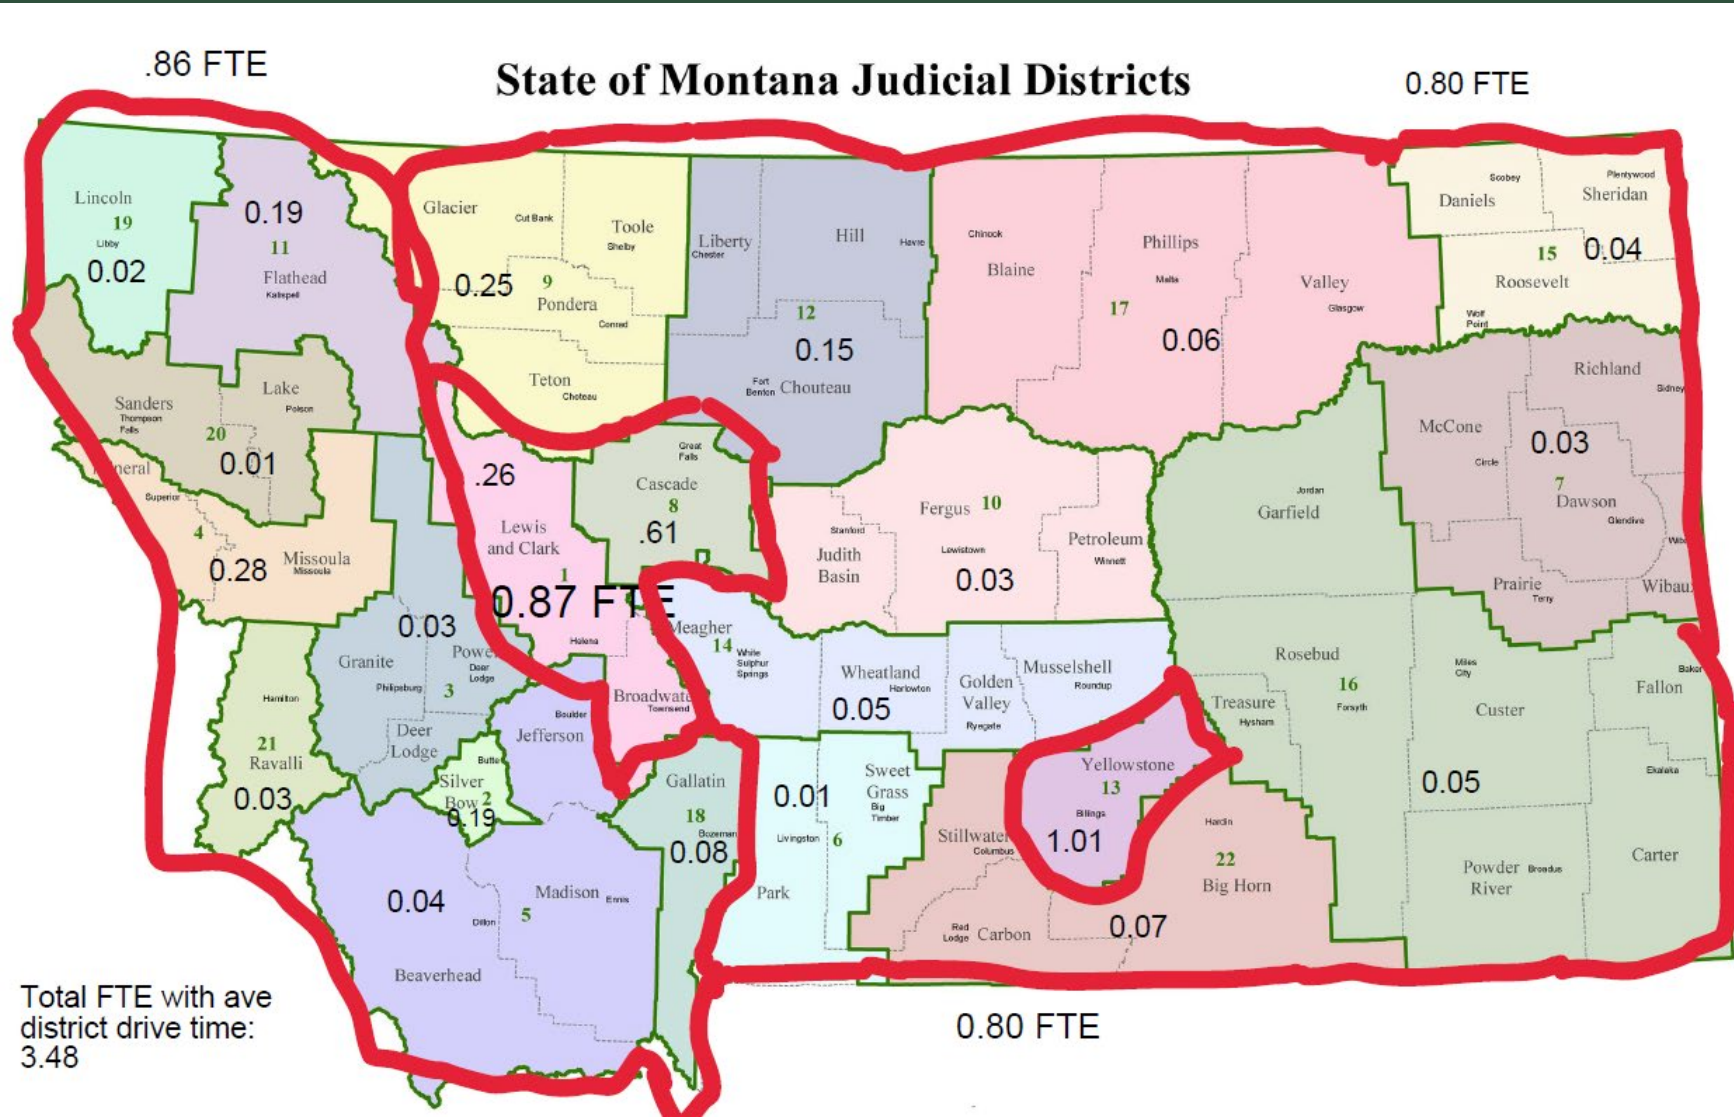 .86 FTE
State of Montana Judicial Districts
0.80 FTE
Lincoln
19
Libby
0.02
0.19
11
Flathead
Kalispell
Glacier
Cut Bank
Toole
Shelby
0.25
9
Pondera
Conrad
Teton
Choteau
Liberty
Chester
Hill
Havre
12
0.15
Fort
Benton
Chouteau
Chinook
Blaine
Phillips
Malta
17
0.06
Valley
Glasgow
Scobey
Daniels
Plentywood
Sheridan
15
0.04
Roosevelt
Wolf
Point
Richland
Sidney
McCone
Circle
0.03
7
Dawson
Glendive
Prairie
Terry
Wibaux
Sanders
Thompson
Falls
Lake
Polson
20
0.01
Superior
4
Missoula
Missoula
0.28
.26
Lewis
and Clark
1
0.87 FTE
Helena
Great
Falls
Cascade
8
.61
Stanford
Judith
Basin
Fergus
10
Lewistown
0.03
Petroleum
Winnett
Jordan
Garfield
0.03
Granite
Philipsburg
Powell
Deer
Lodge
3
Deer
Lodge
Hamilton
21
Ravalli
0.03
Boulder
Jefferson
Butte
Silver
Bow
2
0.19
Broadwater
Townsend
Meagher
14
White
Sulphur
Springs
Wheatland
Harlowton
0.05
Golden
Valley
Ryegate
Musselshell
Roundup
Rosebud
16
Forsyth
Treasure
Hysham
Miles
City
Custer
Baker
Fallon
Ekalaka
0.05
Powder
River
Broadus
Carter
Gallatin
18
Bozeman
0.08
0.01
Livingston
6
Park
Sweet
Grass
Big
Timber
Yellowstone
13
Billings
1.01
Stillwater
Columbus
Hardin
22
Big Horn
Red
Lodge
Carbon
0.07
0.04
Dillon
Madison
Ennis
5
Beaverhead
Total FTE with ave
district drive time:
3.48
0.80 FTE